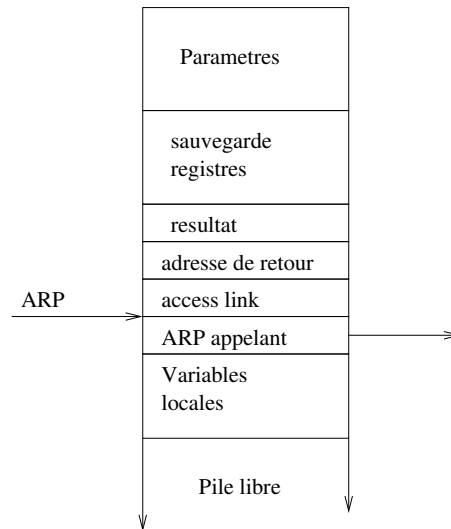 Parametres
sauvegarde
registres
resultat
adresse de retour
ARP
access link
ARP appelant
Variables
locales
Pile libre